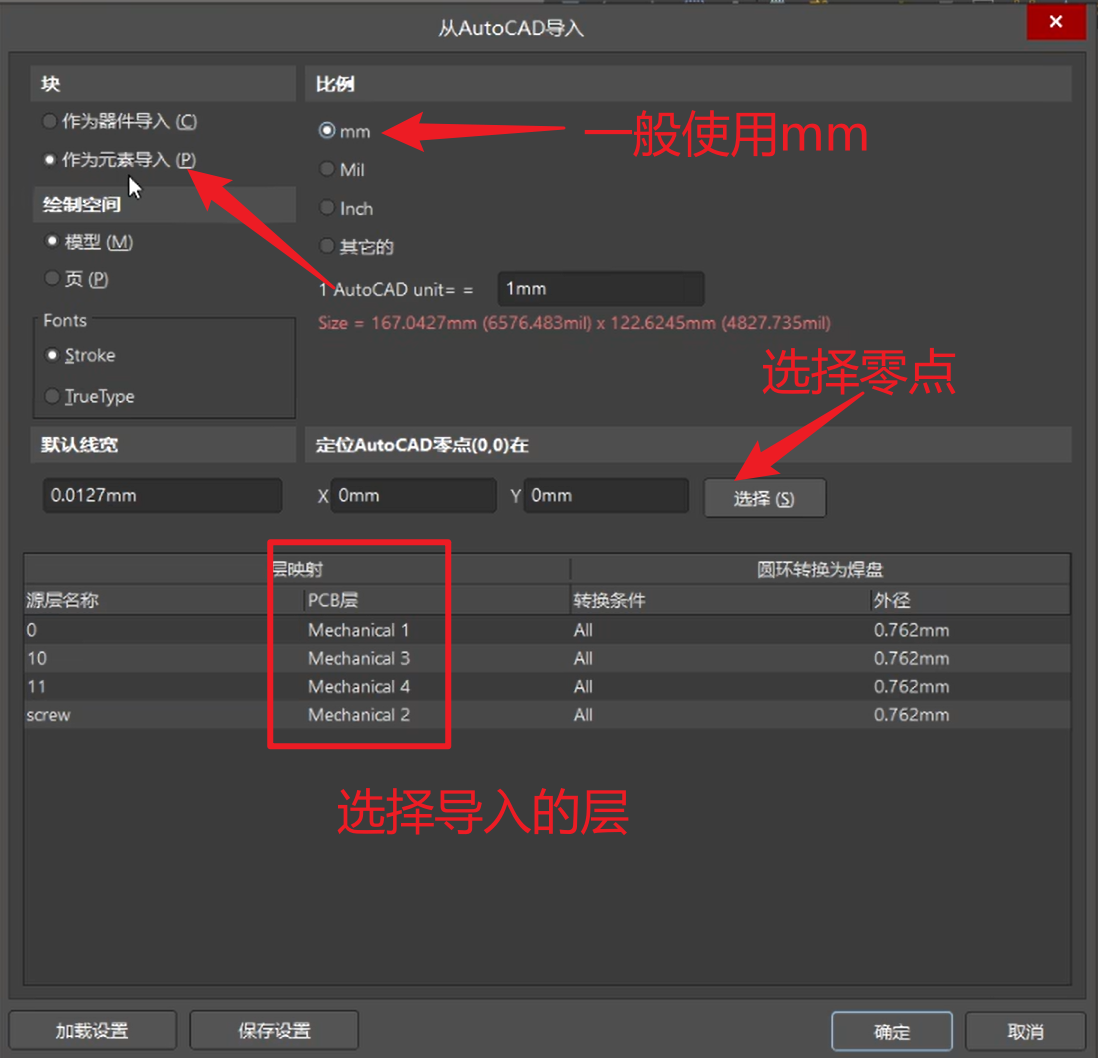 从AutoCAD导入
块
作为器件导入 (C)
作为元素导入 (P)
比例
mm
一般使用mm
Mil
Inch
其它的
1 AutoCAD unit= =
1mm
Size = 167.0427mm (6576.483mil) x 122.6245mm (4827.735mil)
绘制空间
模型 (M)
页 (P)
Fonts
Stroke
TrueType
选择零点
默认线宽
0.0127mm
定位AutoCAD零点(0,0)在
X 0mm Y 0mm 选择 (S)
层映射 圆环转换为焊盘
源层名称 PCB层 转换条件 外径
0 Mechanical 1 All 0.762mm
10 Mechanical 3 All 0.762mm
11 Mechanical 4 All 0.762mm
screw Mechanical 2 All 0.762mm
选择导入的层
加载设置 保存设置 确定 取消